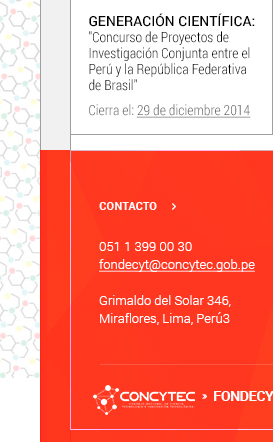 GENERACIÓN CIENTÍFICA:
"Concurso de Proyectos de
Investigación Conjunta entre el
Perú y la República Federativa
de Brasil"
Cierra el: 29 de diciembre 2014
CONTACTO >
051 1 399 00 30
fondecyt@concytec.gob.pe
Grimaldo del Solar 346,
Miraflores, Lima, Perú3
CONCYTEC » FONDECY